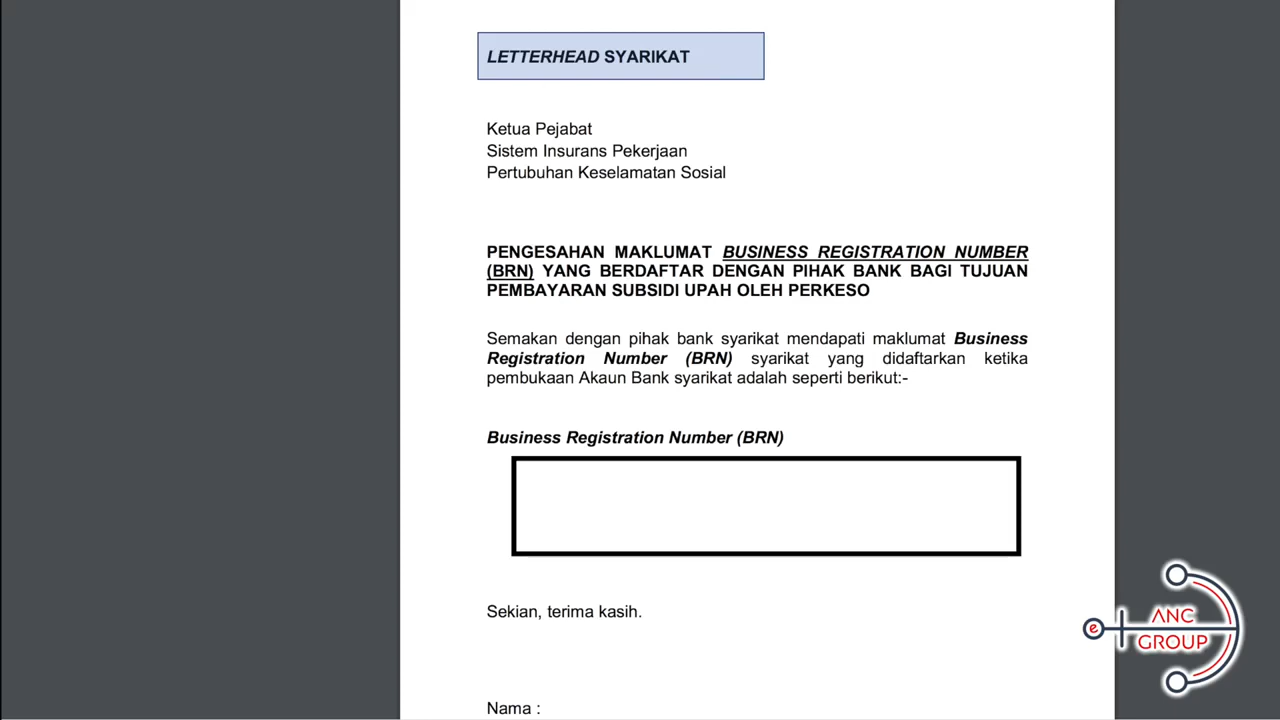 LETTERHEAD SYARIKAT
Ketua Pejabat
Sistem Insurans Pekerjaan
Pertubuhan Keselamatan Sosial
PENGESAHAN MAKLUMAT BUSINESS REGISTRATION NUMBER
(BRN) YANG BERDAFTAR DENGAN PIHAK BANK BAGI TUJUAN
PEMBAYARAN SUBSIDI UPAH OLEH PERKESO
Semakan dengan pihak bank syarikat mendapati maklumat Business
Registration Number (BRN) syarikat yang didaftarkan ketika
pembukaan Akaun Bank syarikat adalah seperti berikut:-
Business Registration Number (BRN)
Sekian, terima kasih.
Nama :
e
ANC
GROUP